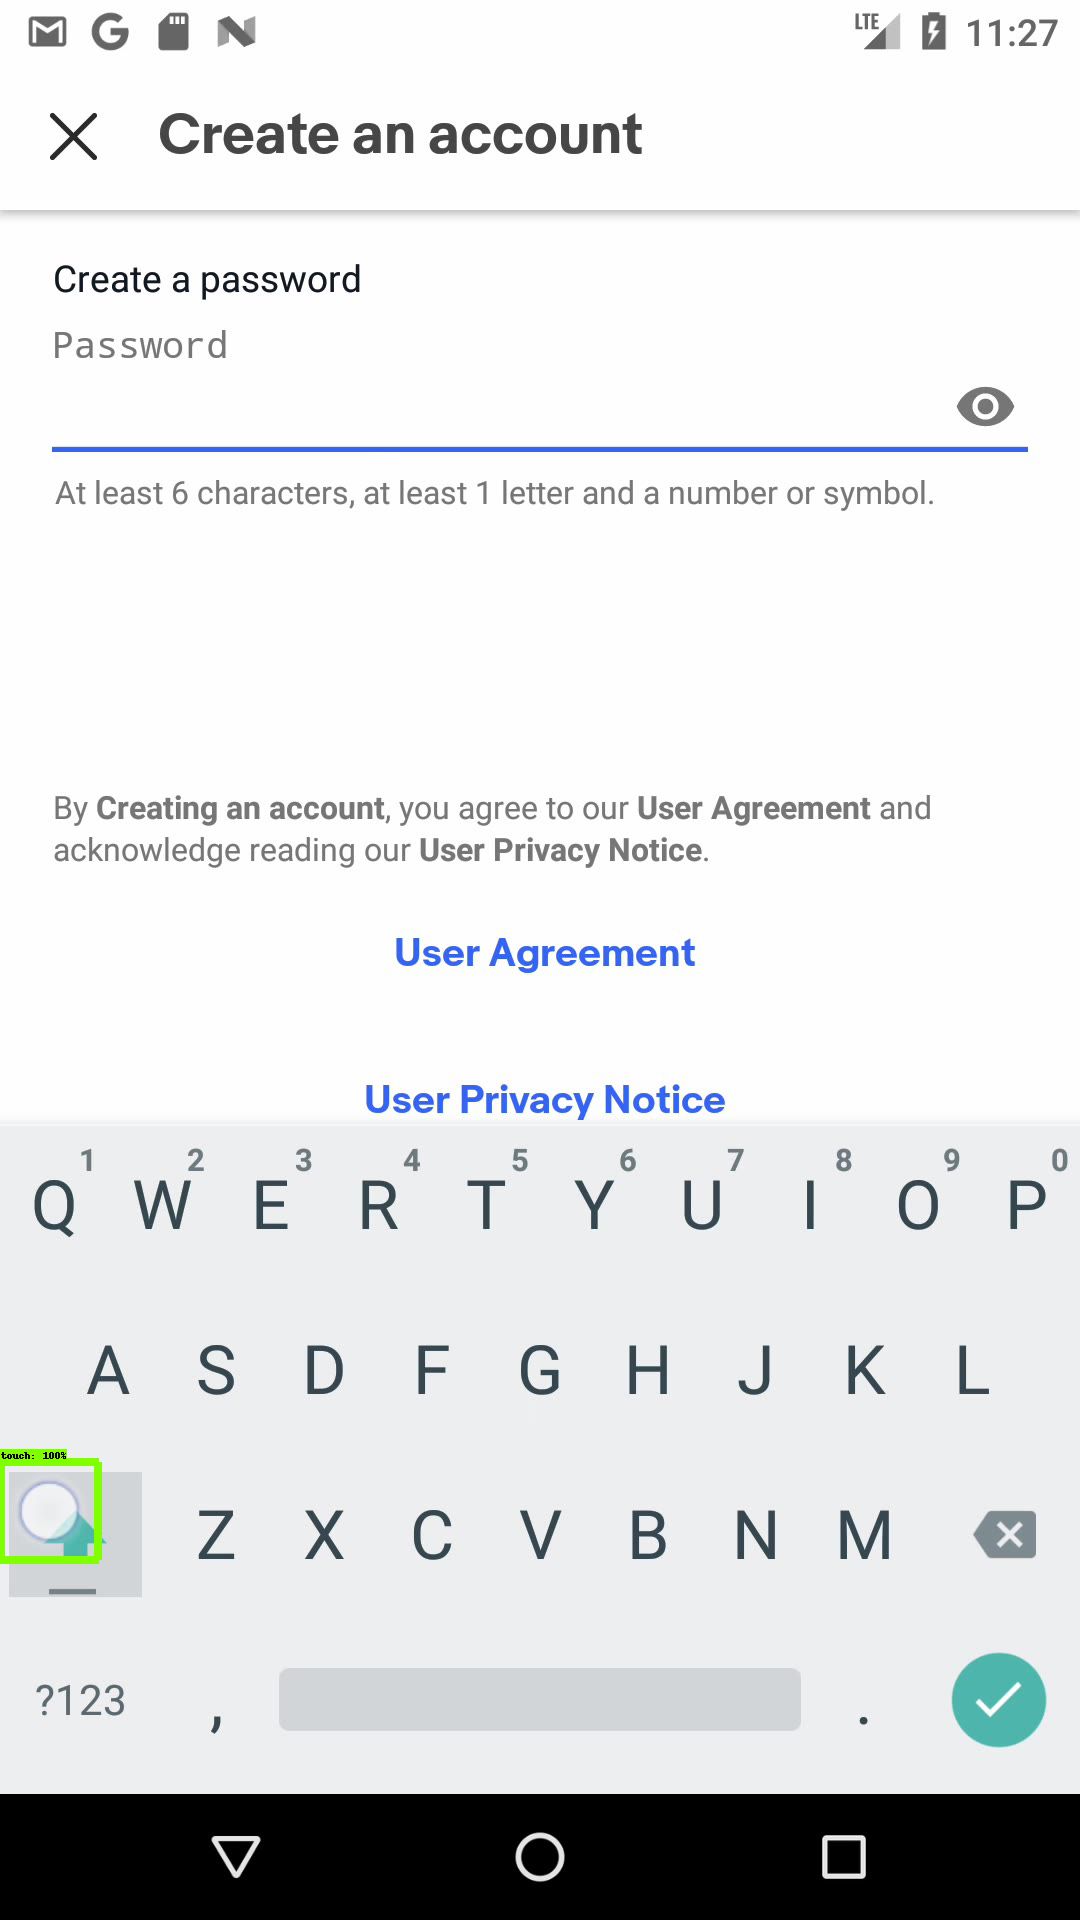 LTE 11:27
Create an account
Create a password
Password
At least 6 characters, at least 1 letter and a number or symbol.
By Creating an account, you agree to our User Agreement and
acknowledge reading our User Privacy Notice.
User Agreement
User Privacy Notice
1 2 3 4 5 6 7 8 9 0
Q W E R T Y U I O P
A S D F G H J K L
touch: 100%
Z X C V B N M
?123 , .